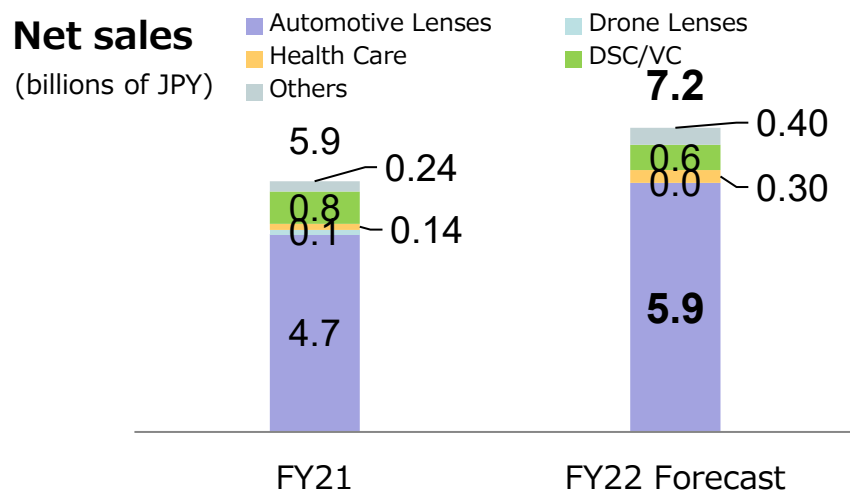 Net sales
(billions of JPY)
Automotive Lenses
Drone Lenses
Health Care
DSC/VC
Others
5.9
0.24
0.8
0.1
0.14
4.7
7.2
0.40
0.6
0.0
0.30
5.9
FY21
FY22 Forecast